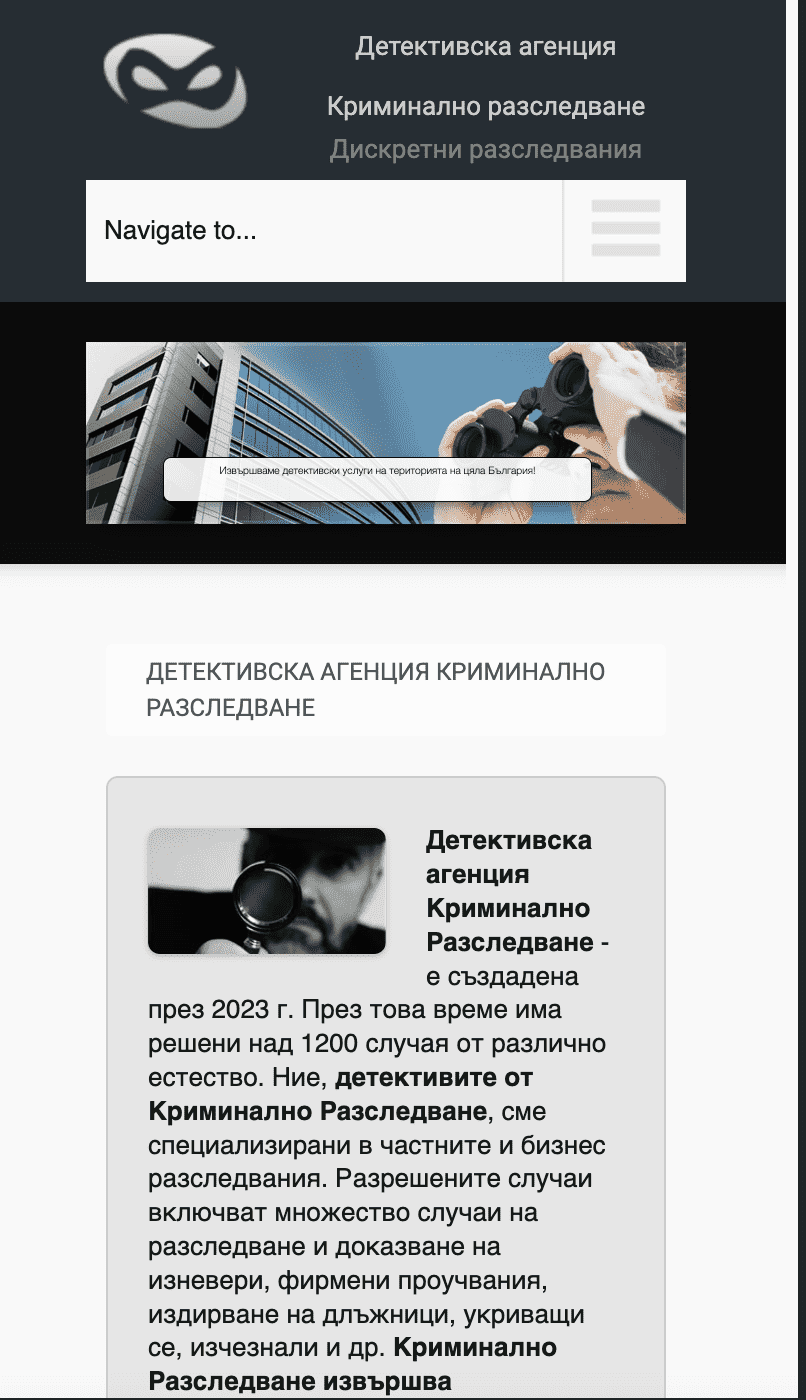 Детективска агенция
Криминално разследване
Дискретни разследвания
Navigate to...
Извършваме детективски услуги на територията на цяла България!
ДЕТЕКТИВСКА АГЕНЦИЯ КРИМИНАЛНО
РАЗСЛЕДВАНЕ
Детективска
агенция
Криминално
Разследване -
е създадена
през 2023 г. През това време има
решени над 1200 случая от различно
естество. Ние, детективите от
Криминално Разследване, сме
специализирани в частните и бизнес
разследвания. Разрешените случаи
включват множество случаи на
разследване и доказване на
изневери, фирмени проучвания,
издирване на длъжници, укриващи
се, изчезнали и др. Криминално
Разследване извършва